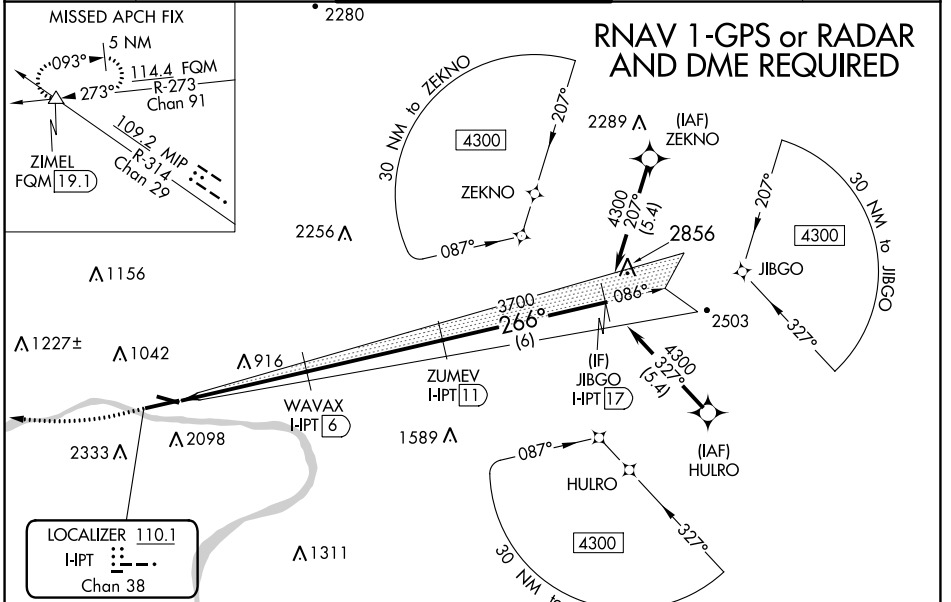 MISSED APCH FIX
5 NM
093°
114.4 FQM
R-273
273°
Chan 91
109.2 MIP
R-314
Chan 29
ZIMEL
FQM 19.1
2280
RNAV 1-GPS or RADAR
AND DME REQUIRED
30 NM to ZEKNO
207°
4300
ZEKNO
087°
2289
(IAF)
ZEKNO
4300
207°
(5.4)
2856
207°
30 NM to JIBGO
4300
JIBGO
327°
2256
1156
3700
266°
(6)
086°
2503
1227±
1042
916
ZUMEV
I-IPT 11
(IF)
JIBGO
I-IPT 17
4300
327°
(5.4)
WAVAX
I-IPT 6
2333
2098
1589
(IAF)
HULRO
087°
HULRO
327°
4300
30 NM to
LOCALIZER 110.1
I-IPT
Chan 38
1311